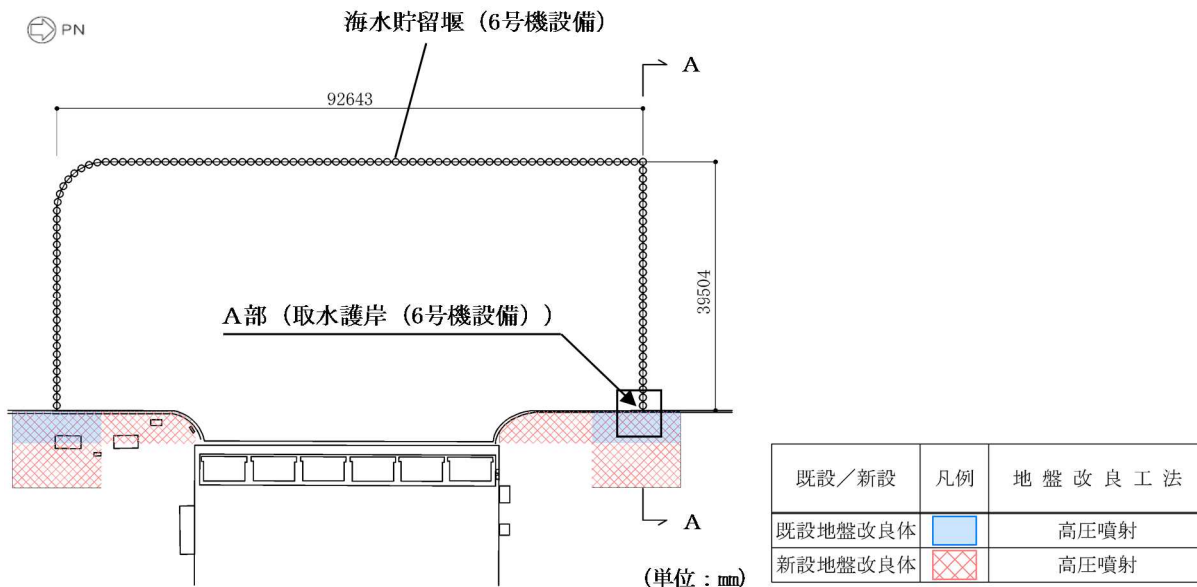 PN
海水貯留堰（6号機設備）
A
92643
39504
A部（取水護岸（6号機設備））
A
（単位：mm）
既設／新設 凡例 地盤改良工法
既設地盤改良体 高圧噴射
新設地盤改良体 高圧噴射